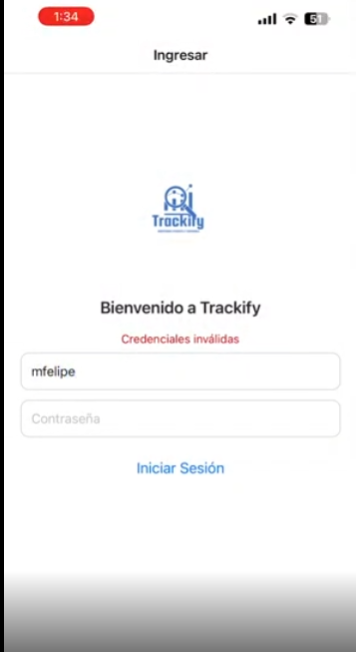 1:34
51
Ingresar
Trackify
Bienvenido a Trackify
Credenciales inválidas
mfelipe
Contraseña
Iniciar Sesión